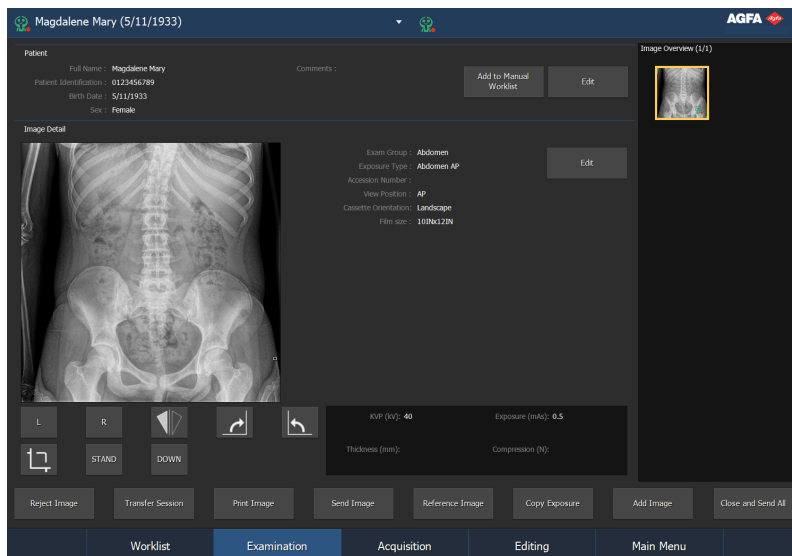 Magdalene Mary (5/11/1933)
AGFA
Agfa
Patient
Full Name : Magdalene Mary
Patient Identification : 0123456789
Birth Date : 5/11/1933
Sex : Female
Comments :
Add to Manual
Worklist
Edit
Image Overview (1/1)
Image Detail
Exam Group : Abdomen
Exposure Type : Abdomen AP
Accession Number :
View Position : AP
Cassette Orientation: Landscape
Film size : 10INx12IN
Edit
L
R
STAND
DOWN
KVP (kV): 40
Exposure (mAs): 0.5
Thickness (mm):
Compression (N):
Reject Image
Transfer Session
Print Image
Send Image
Reference Image
Copy Exposure
Add Image
Close and Send All
Worklist
Examination
Acquisition
Editing
Main Menu